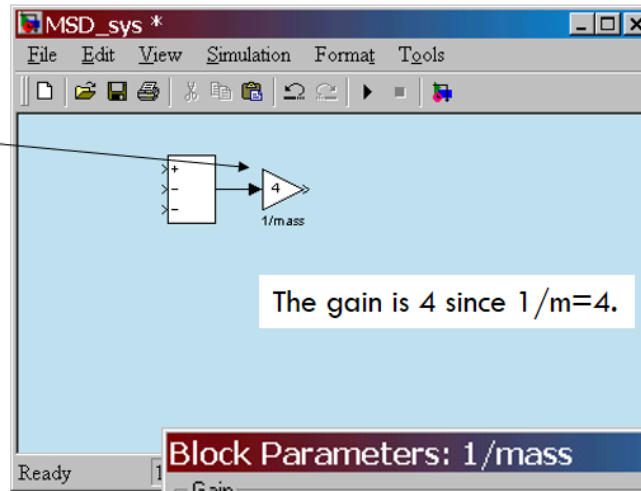 MSD_sys *
File Edit View Simulation Format Tools
+
−
−
4
1/mass
The gain is 4 since 1/m=4.
Block Parameters: 1/mass
Ready
Gain